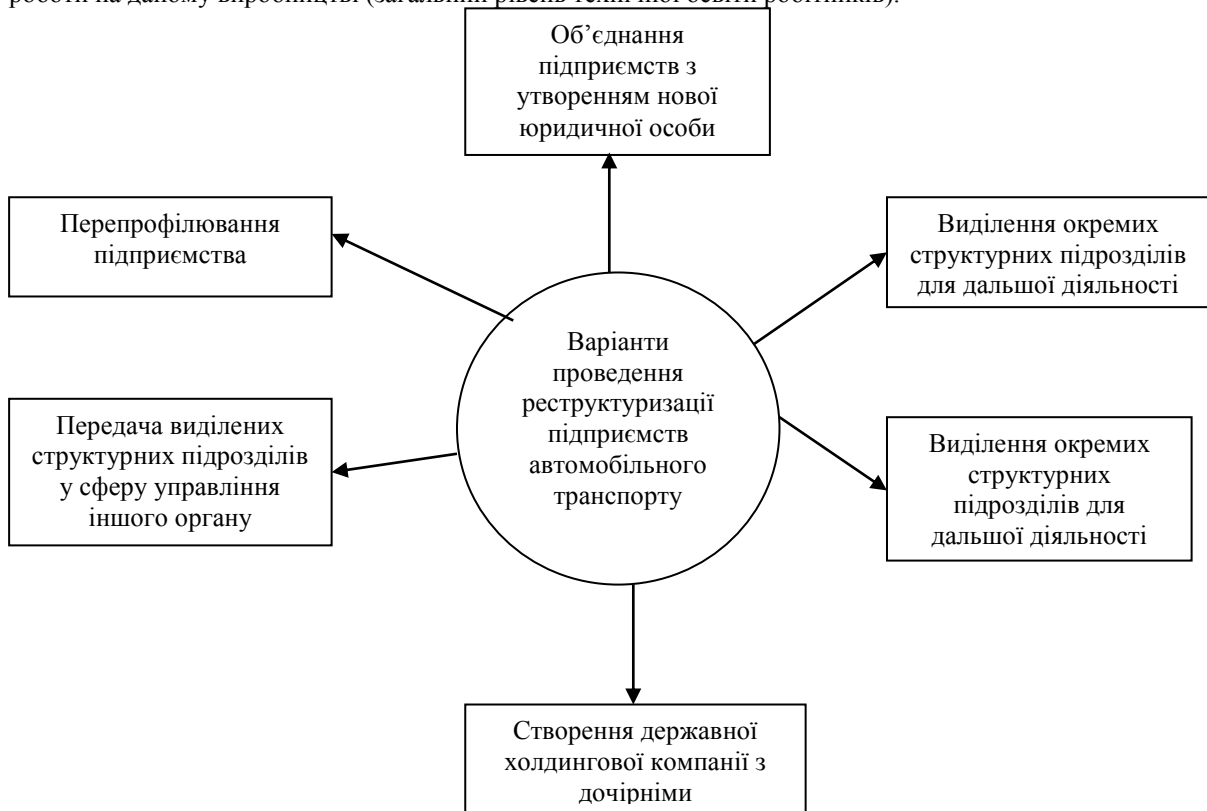 роботи на даному виробництві (загальний рівень технічної освіти робітників).
Об’єднання
підприємств з
утворенням нової
юридичної особи
Перепрофілювання
підприємства
Виділення окремих
структурних підрозділів
для дальшої діяльності
Варіанти
проведення
реструктуризації
підприємств
автомобільного
транспорту
Передача виділених
структурних підрозділів
у сферу управління
іншого органу
Виділення окремих
структурних
підрозділів для
дальшої діяльності
Створення державної
холдингової компанії з
дочірніми